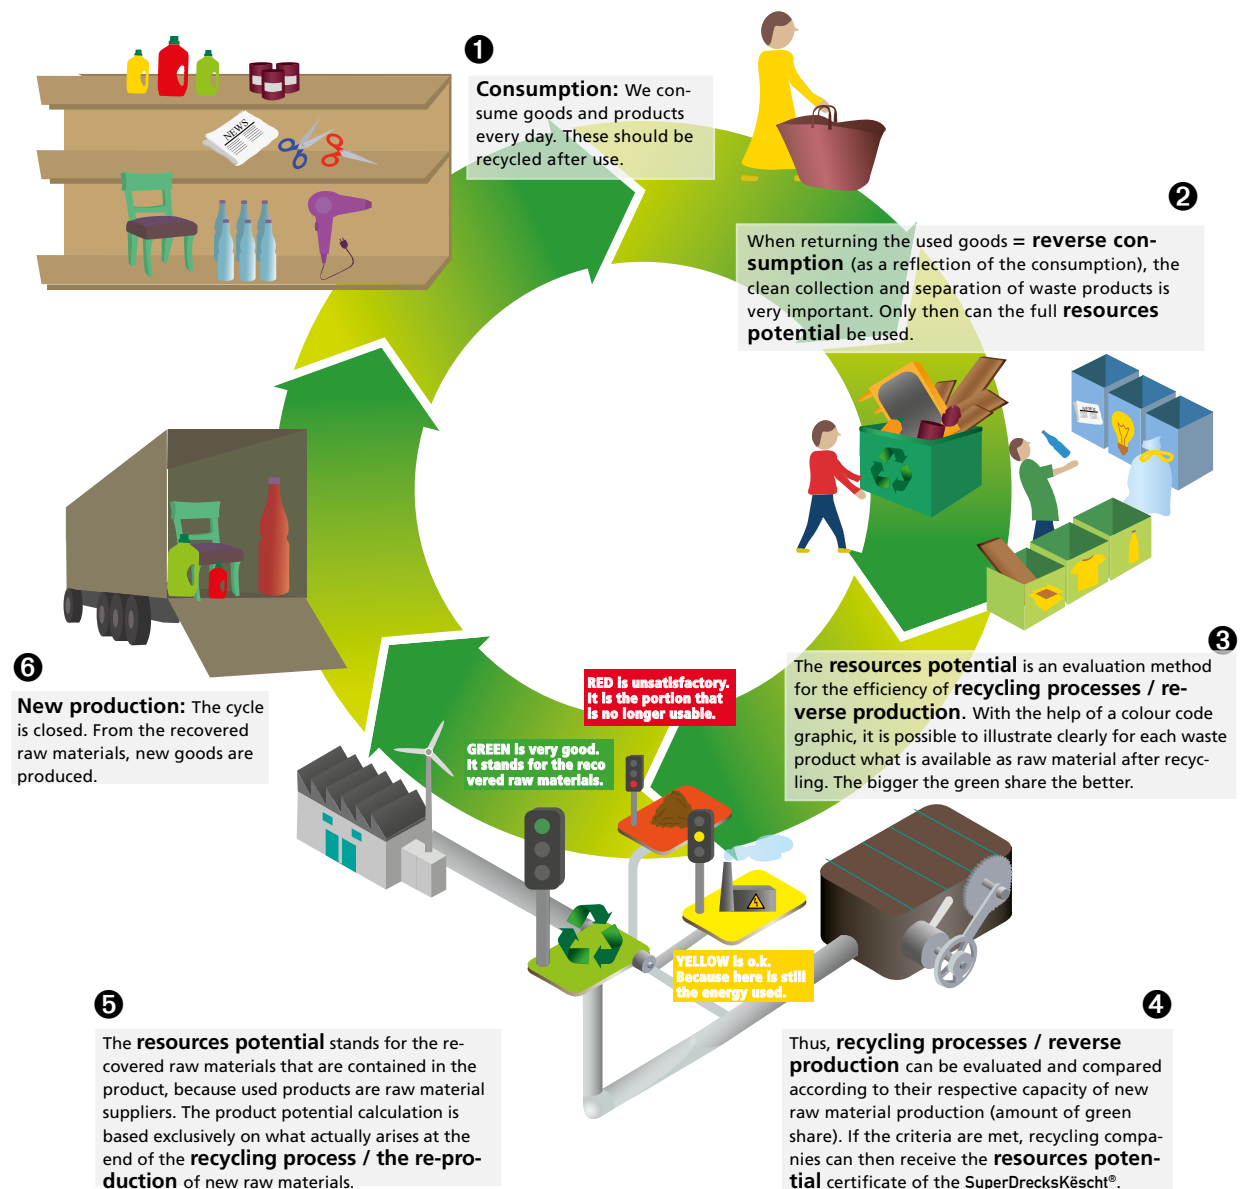 ❶
Consumption: We con-
sume goods and products
every day. These should be
recycled after use.
NEWS
❷
When returning the used goods = reverse con-
sumption (as a reflection of the consumption), the
clean collection and separation of waste products is
very important. Only then can the full resources
potential be used.
NEWS
❸
The resources potential is an evaluation method
for the efficiency of recycling processes / re-
verse production. With the help of a colour code
graphic, it is possible to illustrate clearly for each waste
product what is available as raw material after recyc-
ling. The bigger the green share the better.
RED is unsatisfactory.
It is the portion that
is no longer usable.
GREEN is very good.
It stands for the reco
vered raw materials.
YELLOW is o.k.
Because here is still
the energy used.
❹
Thus, recycling processes / reverse
production can be evaluated and compared
according to their respective capacity of new
raw material production (amount of green
share). If the criteria are met, recycling compa-
nies can then receive the resources poten-
tial certificate of the SuperDrecksKëscht®.
❺
The resources potential stands for the re-
covered raw materials that are contained in the
product, because used products are raw material
suppliers. The product potential calculation is
based exclusively on what actually arises at the
end of the recycling process / the re-pro-
duction of new raw materials.
❻
New production: The cycle
is closed. From the recovered
raw materials, new goods are
produced.